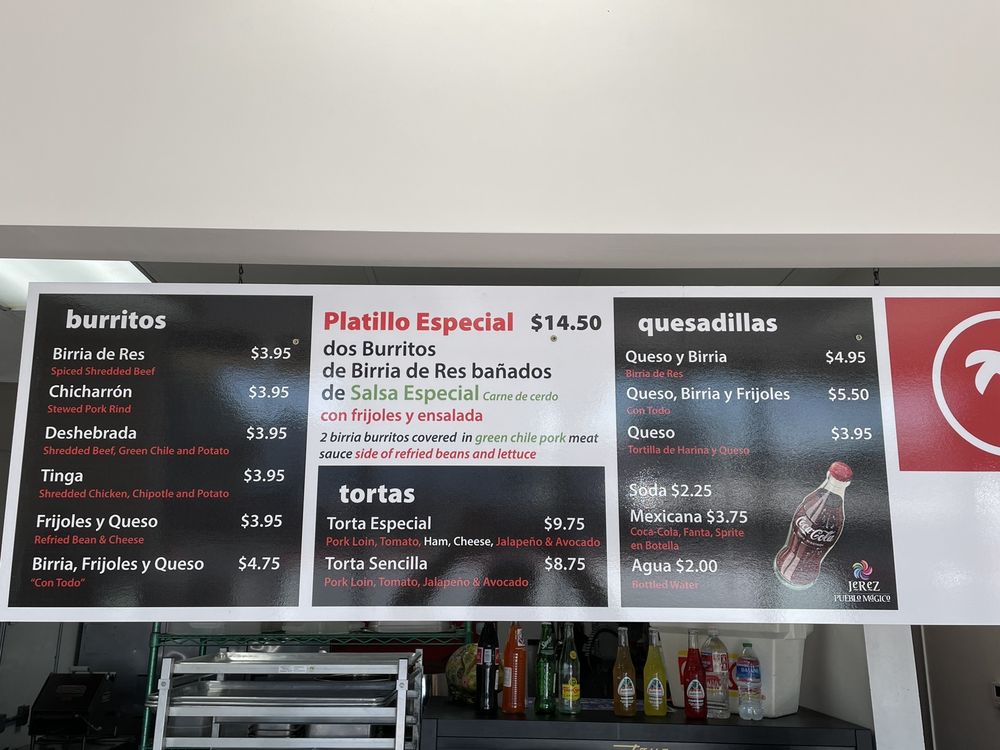 burritos
Birria de Res $3.95
Spiced Shredded Beef
Chicharrón $3.95
Stewed Pork Rind
Deshebrada $3.95
Shredded Beef, Green Chile and Potato
Tinga $3.95
Shredded Chicken, Chipotle and Potato
Frijoles y Queso $3.95
Refried Bean & Cheese
Birria, Frijoles y Queso $4.75
"Con Todo"
Platillo Especial $14.50
dos Burritos
de Birria de Res bañados
de Salsa Especial Carne de cerdo
con frijoles y ensalada
2 birria burritos covered in green chile pork meat
sauce side of refried beans and lettuce
tortas
Torta Especial $9.75
Pork Loin, Tomato, Ham, Cheese, Jalapeño & Avocado
Torta Sencilla $8.75
Pork Loin, Tomato, Jalapeño & Avocado
quesadillas
Queso y Birria $4.95
Birria de Res
Queso, Birria y Frijoles $5.50
Con Todo
Queso $3.95
Tortilla de Harina y Queso
Soda $2.25
Mexicana $3.75
Coca-Cola, Fanta, Sprite
en Botella
Agua $2.00
Bottled Water
Coca-Cola
JeReZ
PUEBLO MáGICO